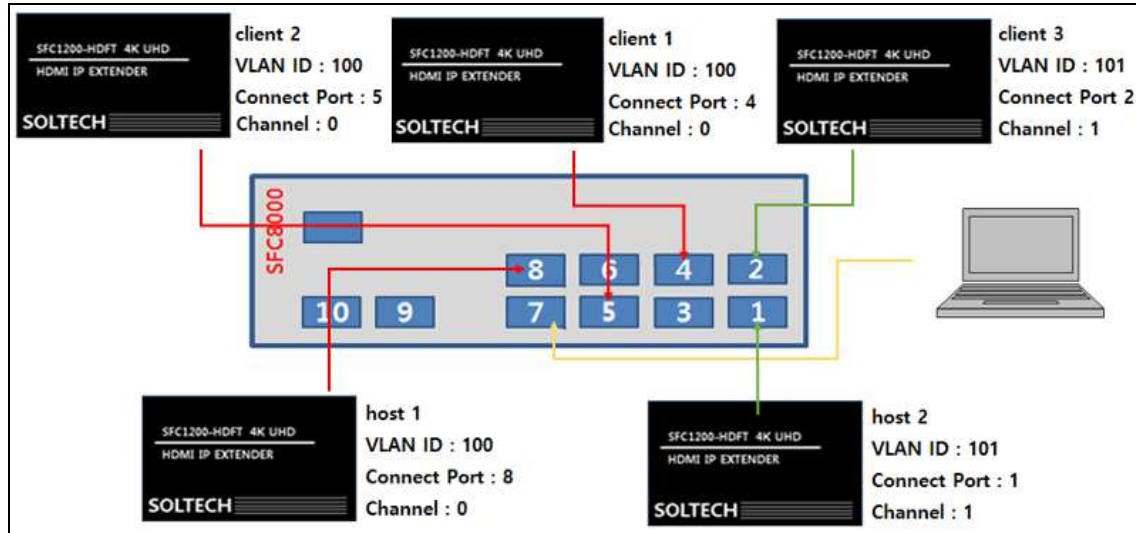 SFC1200-HDFT 4K UHD
HDMI IP EXTENDER
SOLTECH
client 2
VLAN ID : 100
Connect Port : 5
Channel : 0
SFC1200-HDFT 4K UHD
HDMI IP EXTENDER
SOLTECH
client 1
VLAN ID : 100
Connect Port : 4
Channel : 0
SFC1200-HDFT 4K UHD
HDMI IP EXTENDER
SOLTECH
client 3
VLAN ID : 101
Connect Port 2
Channel : 1
SFC8000
8 6 4 2
10 9 7 5 3 1
SFC1200-HDFT 4K UHD
HDMI IP EXTENDER
SOLTECH
host 1
VLAN ID : 100
Connect Port : 8
Channel : 0
SFC1200-HDFT 4K UHD
HDMI IP EXTENDER
SOLTECH
host 2
VLAN ID : 101
Connect Port : 1
Channel : 1